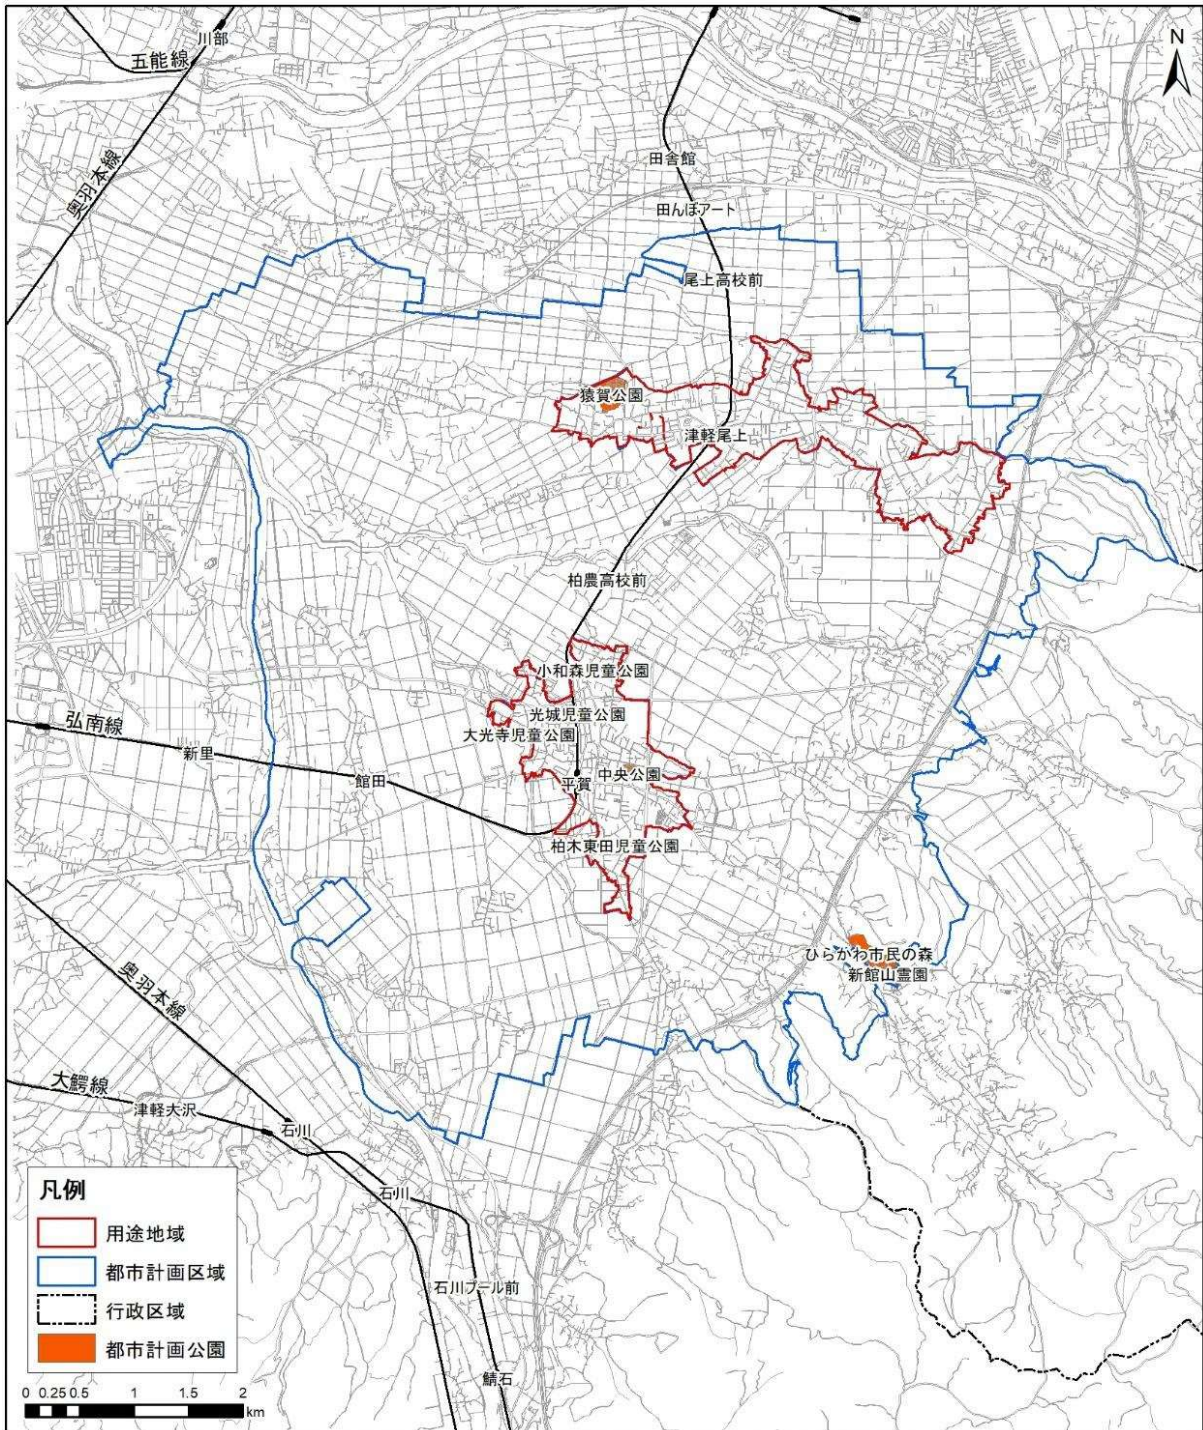 川部
五能線
N
奥羽本線
田舎館
田んぼアート
尾上高校前
猿賀公園
津軽尾上
柏農高校前
小和森児童公園
光城児童公園
大光寺児童公園
弘南線
新里
館田
中央公園
平賀
柏木東田児童公園
ひらかわ市民の森
新館山霊園
奥羽本線
大鰐線
津軽大沢
石川
石川
石川プール前
鯖石
凡例
用途地域
都市計画区域
行政区域
都市計画公園
0 0.25 0.5 1 1.5 2
km